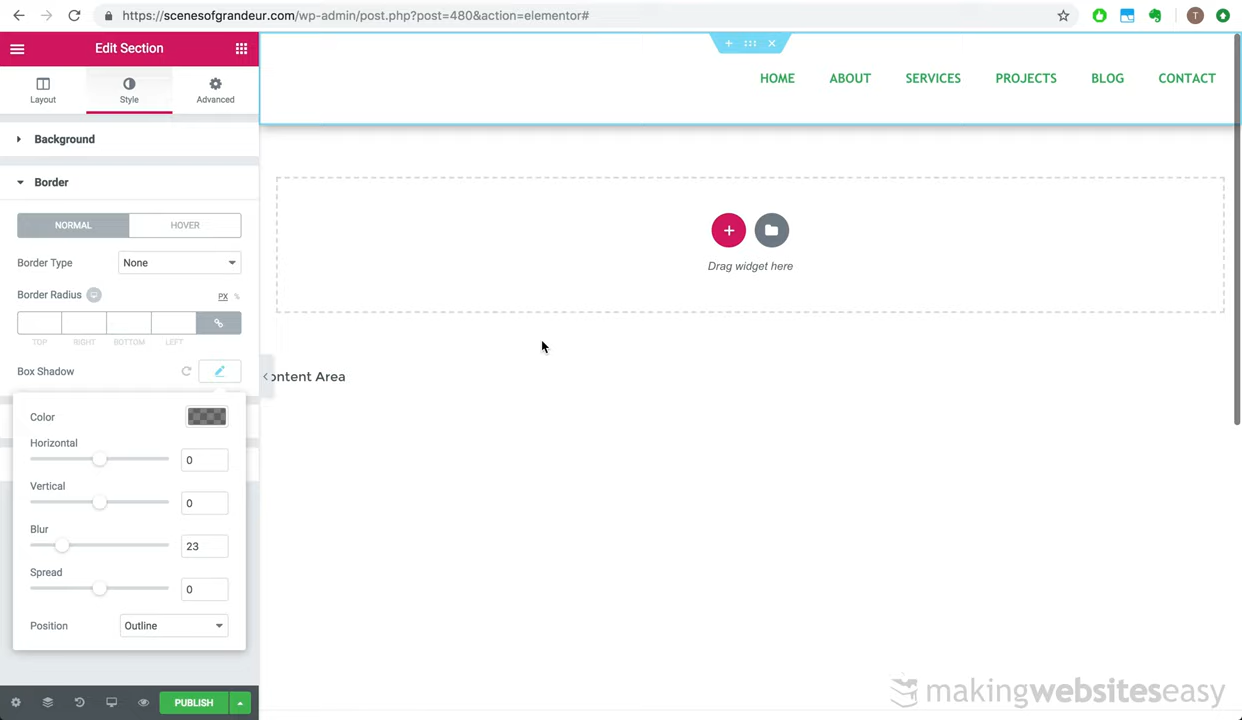 https://scenesofgrandeur.com/wp-admin/post.php?post=480&action=elementor#
T
Edit Section
Layout
Style
Advanced
HOME
ABOUT
SERVICES
PROJECTS
BLOG
CONTACT
Background
Border
NORMAL
HOVER
Border Type
None
Border Radius
PX
%
TOP
RIGHT
BOTTOM
LEFT
Box Shadow
Drag widget here
ontent Area
Color
Horizontal
0
Vertical
0
Blur
23
Spread
0
Position
Outline
PUBLISH
makingwebsiteseasy